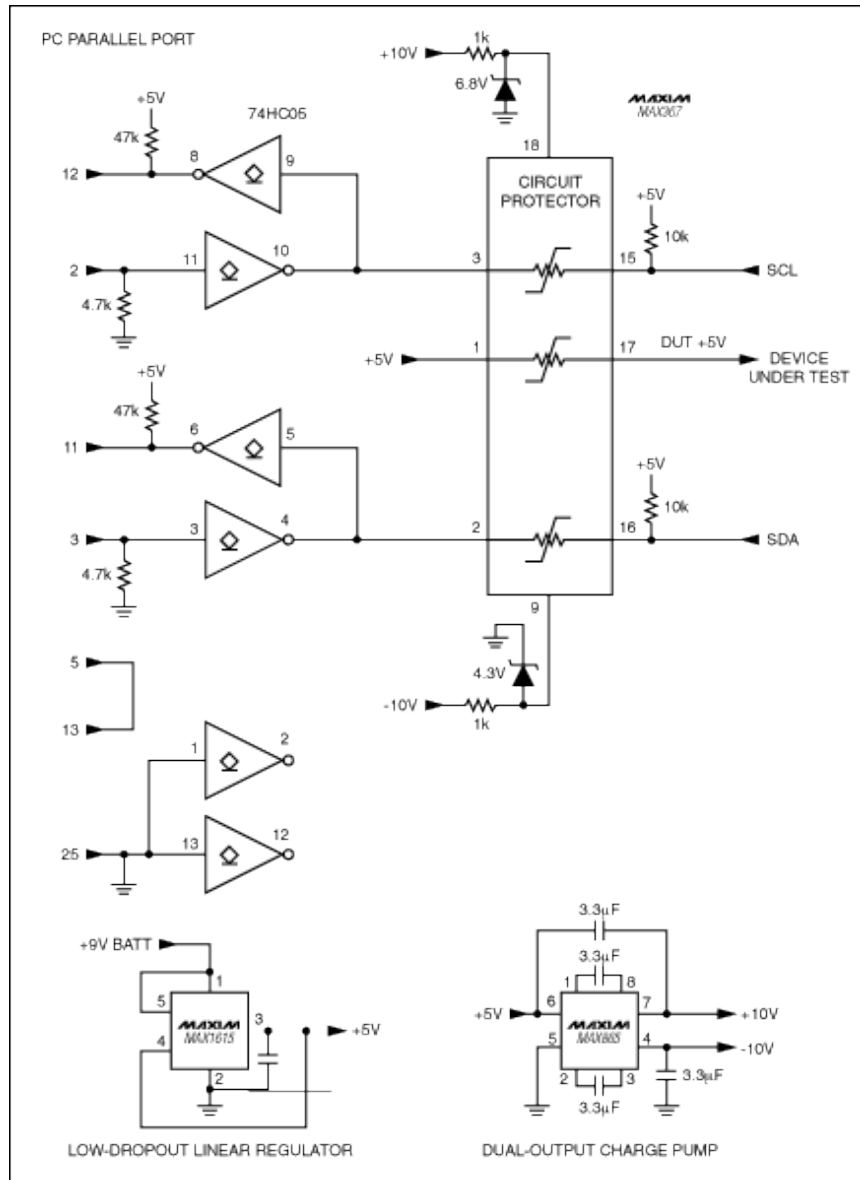 PC PARALLEL PORT
+10V
1k
6.8V
MAXIM
MAX367
+5V
74HC05
47k
8
9
12
18
CIRCUIT
PROTECTOR
+5V
10k
2
11
10
3
15
SCL
4.7k
+5V
1
17
DUT +5V
DEVICE
UNDER TEST
+5V
47k
6
5
11
+5V
10k
3
3
4
2
16
SDA
4.7k
9
4.3V
-10V
1k
5
13
1
2
25
13
12
+9V BATT
1
5
MAXIM
MAX1615
3
+5V
4
2
LOW-DROPOUT LINEAR REGULATOR
3.3µF
3.3µF
1
8
+5V
6
MAXIM
MAX865
7
+10V
5
4
-10V
2
3
3.3µF
3.3µF
DUAL-OUTPUT CHARGE PUMP